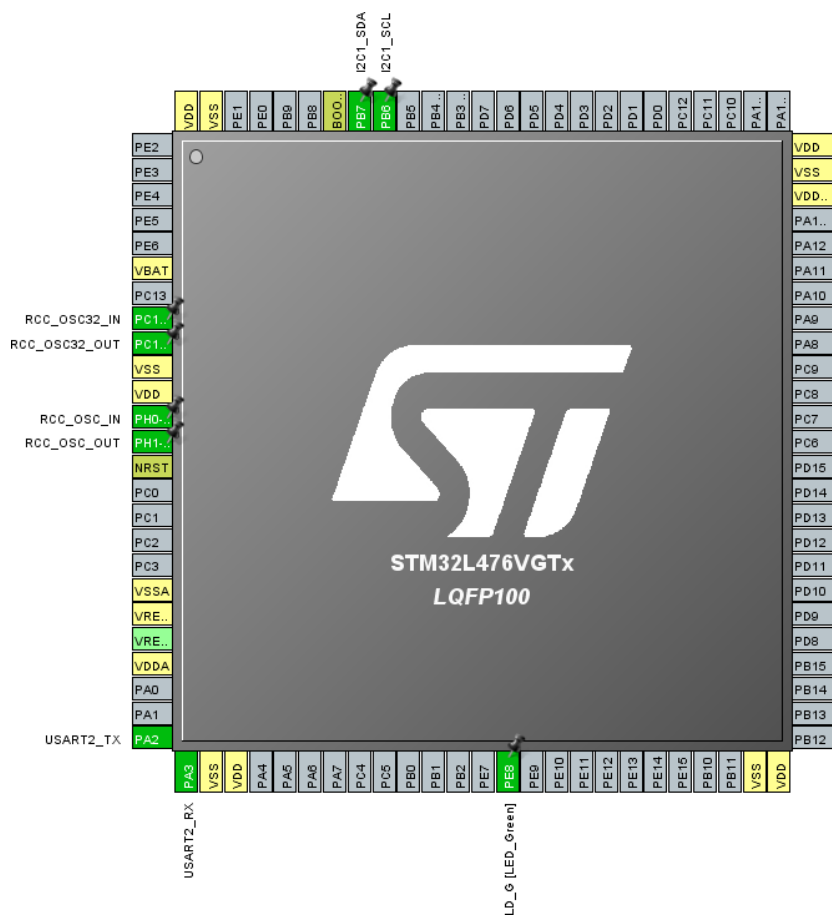 I2C1_SDA
I2C1_SCL
VDD
VSS
PE1
PE0
PB9
PB8
BOO..
PB7
PB6
PB5
PB4..
PB3..
PD7
PD6
PD5
PD4
PD3
PD2
PD1
PD0
PC12
PC11
PC10
PA1..
PA1..
PE2
PE3
PE4
PE5
PE6
VBAT
PC13
RCC_OSC32_IN PC1..
RCC_OSC32_OUT PC1..
VSS
VDD
RCC_OSC_IN PH0-..
RCC_OSC_OUT PH1-..
NRST
PC0
PC1
PC2
PC3
VSSA
VRE..
VRE..
VDDA
PA0
PA1
USART2_TX PA2
STM32L476VGTx
LQFP100
VDD
VSS
VDD..
PA1..
PA12
PA11
PA10
PA9
PA8
PC9
PC8
PC7
PC6
PD15
PD14
PD13
PD12
PD11
PD10
PD9
PD8
PB15
PB14
PB13
PB12
PA3
VSS
VDD
PA4
PA5
PA6
PA7
PC4
PC5
PB0
PB1
PB2
PE7
PE8
PE9
PE10
PE11
PE12
PE13
PE14
PE15
PB10
PB11
VSS
VDD
USART2_RX
LD_G [LED_Green]